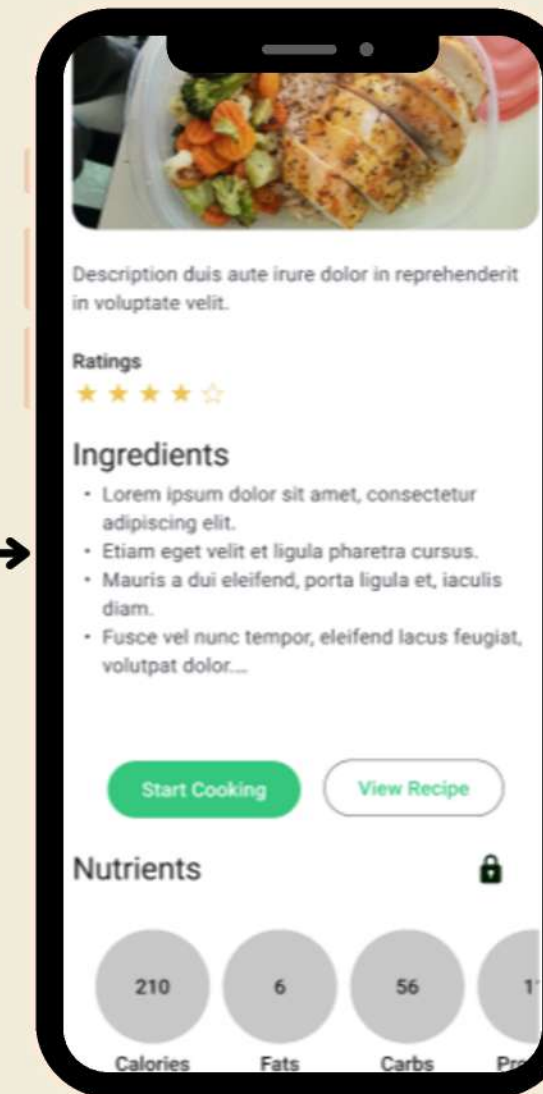 Description duis aute irure dolor in reprehenderit
in voluptate velit.
Ratings
Ingredients
• Lorem ipsum dolor sit amet, consectetur
adipiscing elit.
• Etiam eget velit et ligula pharetra cursus.
• Mauris a dui eleifend, porta ligula et, iaculis
diam.
• Fusce vel nunc tempor, eleifend lacus feugiat,
volutpat dolor....
Start Cooking View Recipe
Nutrients
210 6 56
Calories Fats Carbs